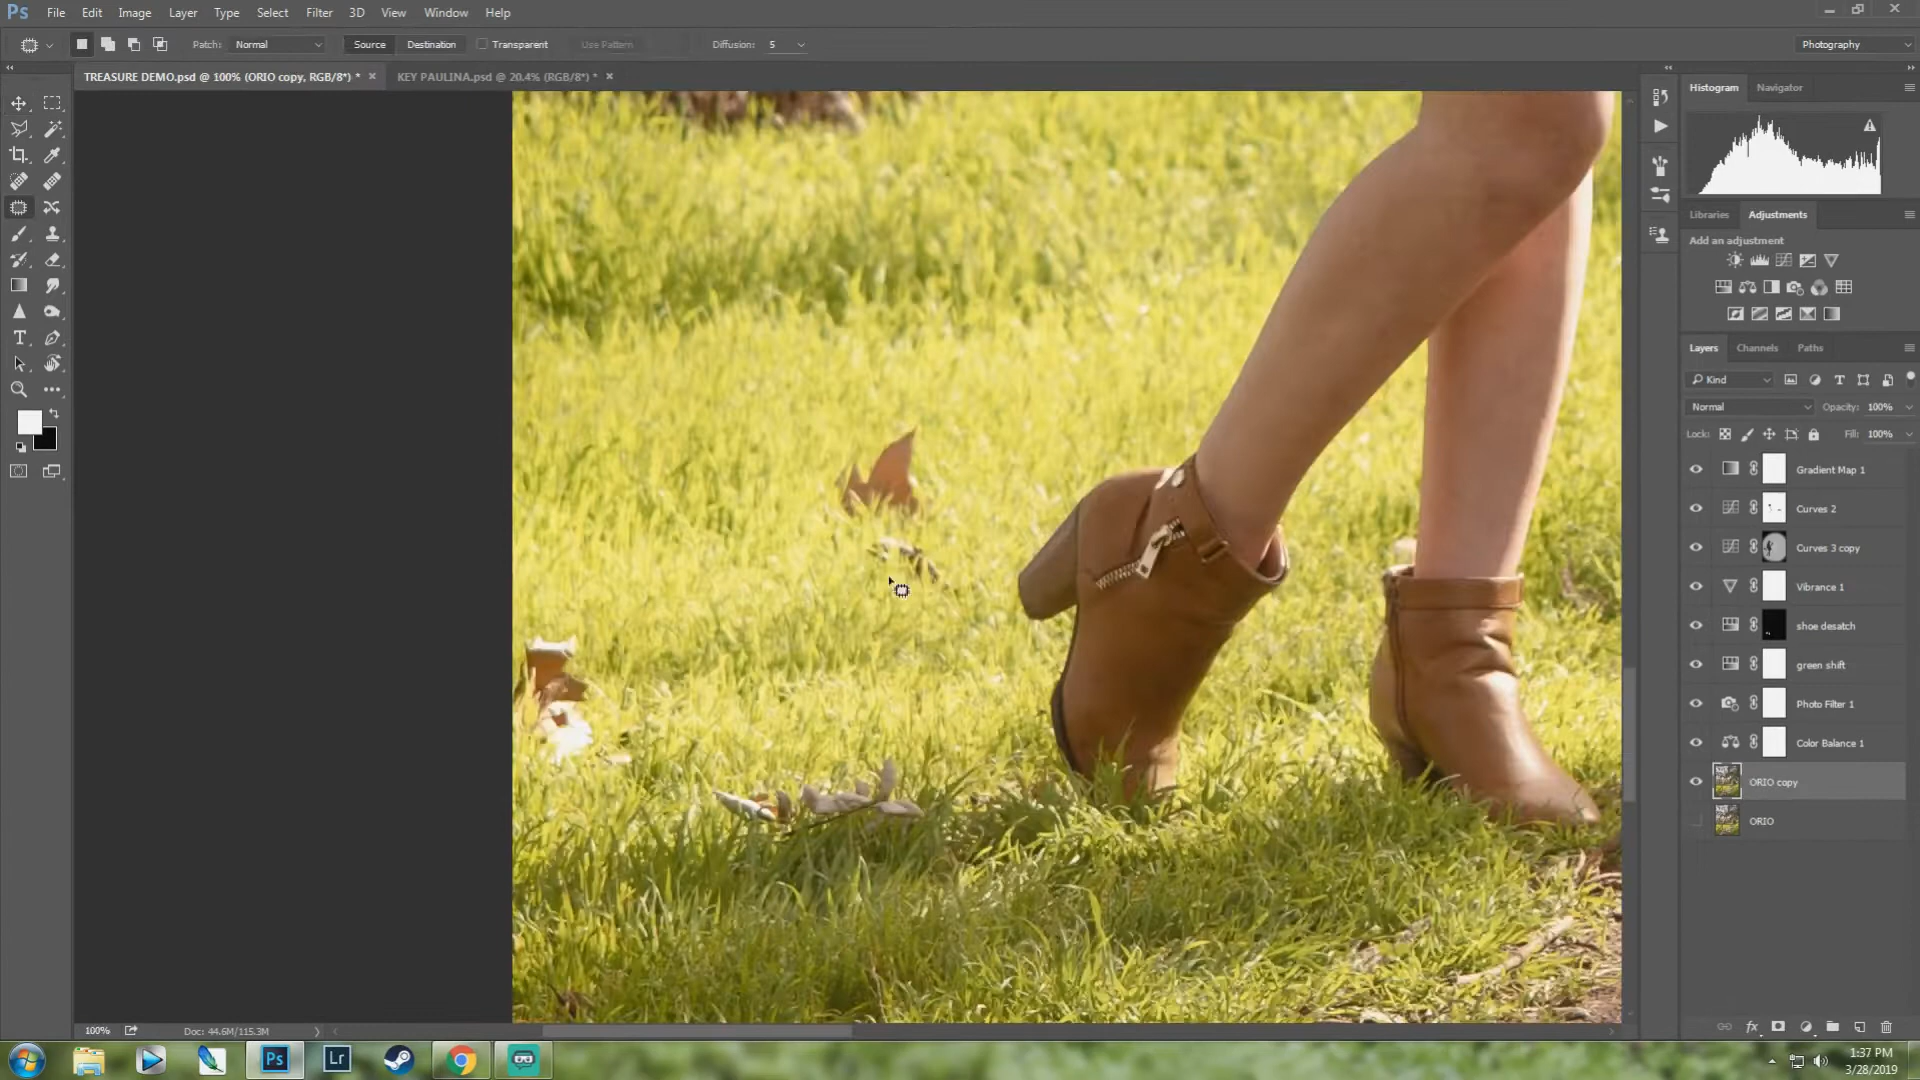 Ps File Edit Image Layer Type Select Filter 3D View Window Help
Patch: Normal Source Destination Transparent Use Pattern Diffusion: 5 Photography
TREASURE DEMO.psd @ 100% (ORIO copy, RGB/8*) * KEY PAULINA.psd @ 20.4% (RGB/8*) *
Histogram Navigator
Libraries Adjustments
Add an adjustment
Layers Channels Paths
Kind
Normal Opacity: 100%
Lock: Fill: 100%
Gradient Map 1
Curves 2
Curves 3 copy
Vibrance 1
shoe desatch
green shift
Photo Filter 1
Color Balance 1
ORIO copy
ORIO
100% Doc: 44.6M/115.3M
Ps Lr
1:37 PM
3/28/2019